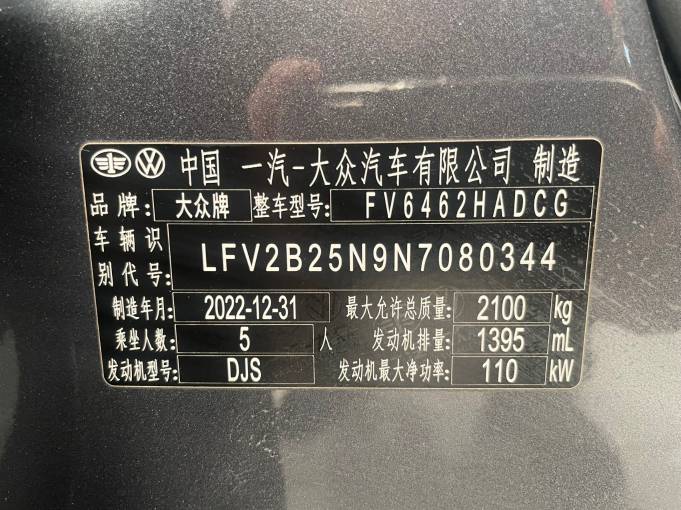 中国 一汽-大众汽车有限公司 制造
品牌: 大众牌 整车型号: FV6462HADCG
车辆识别代号: LFV2B25N9N7080344
制造年月: 2022-12-31 最大允许总质量: 2100 kg
乘坐人数: 5 人 发动机排量: 1395 mL
发动机型号: DJS 发动机最大净功率: 110 kW